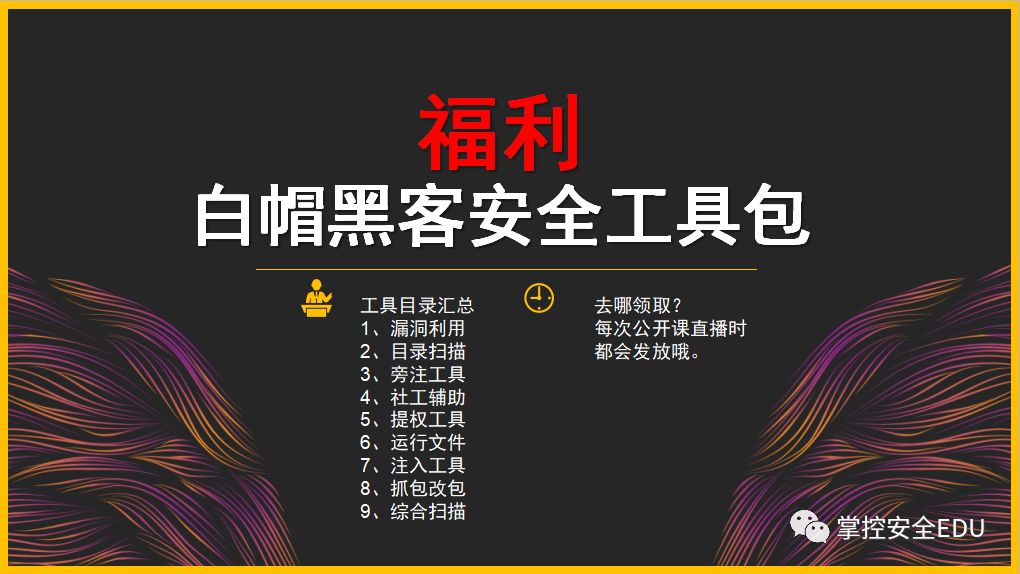 福利
白帽黑客安全工具包
工具目录汇总
1、漏洞利用
2、目录扫描
3、旁注工具
4、社工辅助
5、提权工具
6、运行文件
7、注入工具
8、抓包改包
9、综合扫描
去哪领取?
每次公开课直播时
都会发放哦。
掌控安全EDU